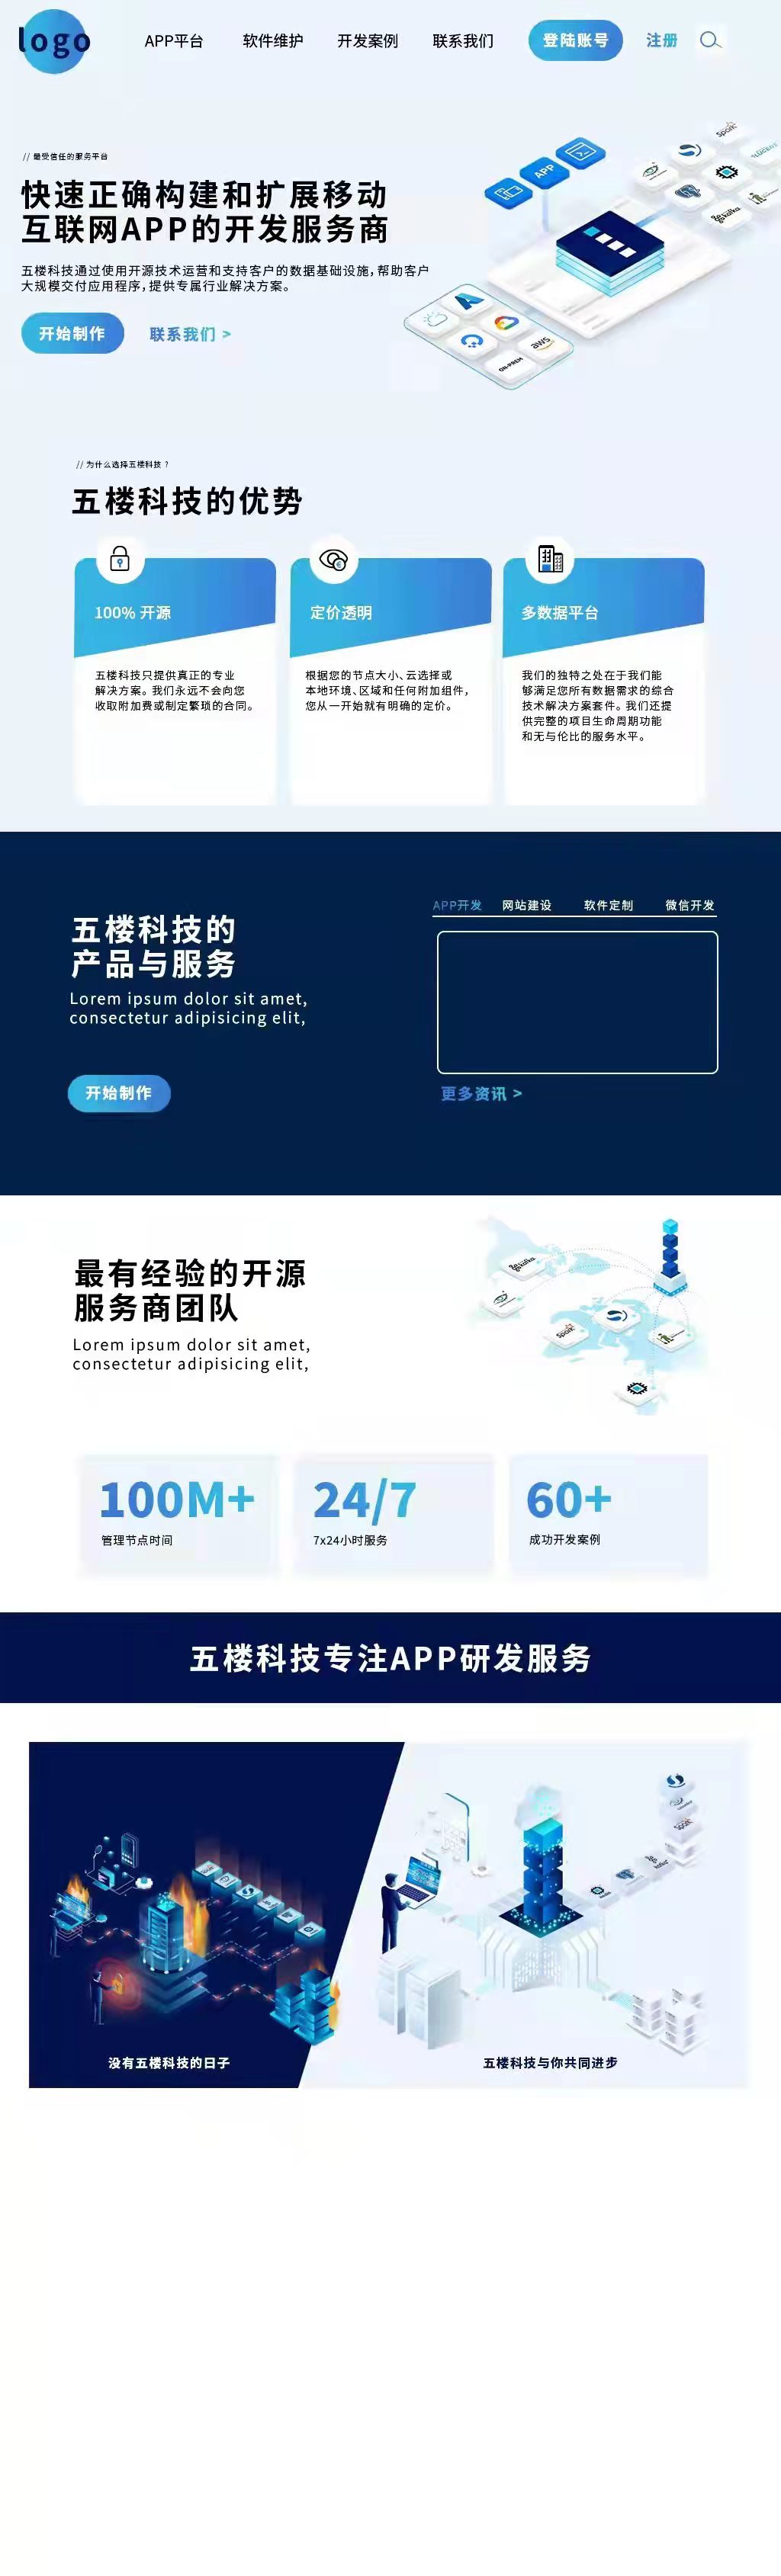 logo
APP平台
软件维护
开发案例
联系我们
登陆账号
注册
// 最受信任的服务平台
快速正确构建和扩展移动
互联网APP的开发服务商
五楼科技通过使用开源技术运营和支持客户的数据基础设施，帮助客户
大规模交付应用程序，提供专属行业解决方案。
开始制作
联系我们 >
APP
Spark
kafka
aws
ON-PREM
// 为什么选择五楼科技 ?
五楼科技的优势
100% 开源
五楼科技只提供真正的专业
解决方案。我们永远不会向您
收取附加费或制定繁琐的合同。
定价透明
根据您的节点大小、云选择或
本地环境、区域和任何附加组件，
您从一开始就有明确的定价。
多数据平台
我们的独特之处在于我们能
够满足您所有数据需求的综合
技术解决方案套件。我们还提
供完整的项目生命周期功能
和无与伦比的服务水平。
五楼科技的
产品与服务
Lorem ipsum dolor sit amet,
consectetur adipisicing elit,
开始制作
APP开发
网站建设
软件定制
微信开发
更多资讯 >
最有经验的开源
服务商团队
Lorem ipsum dolor sit amet,
consectetur adipisicing elit,
kafka
Spark
100M+
管理节点时间
24/7
7x24小时服务
60+
成功开发案例
五楼科技专注APP研发服务
没有五楼科技的日子
五楼科技与你共同进步